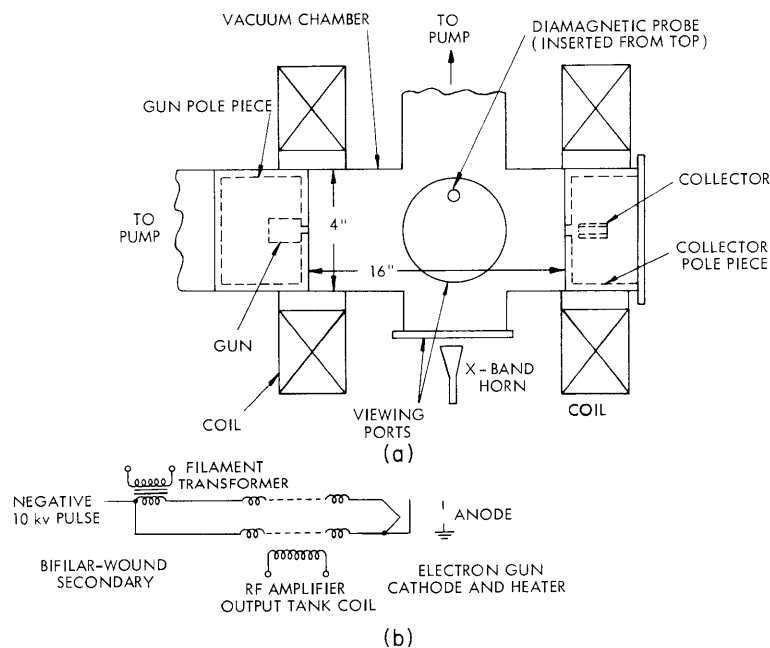 VACUUM CHAMBER
TO
PUMP
DIAMAGNETIC PROBE
(INSERTED FROM TOP)
GUN POLE PIECE
COLLECTOR
TO
PUMP
4"
16"
COLLECTOR
POLE PIECE
GUN
X-BAND
HORN
COIL
VIEWING
PORTS
COIL
(a)
FILAMENT
TRANSFORMER
NEGATIVE
10 kv PULSE
ANODE
BIFILAR-WOUND
SECONDARY
RF AMPLIFIER
OUTPUT TANK COIL
ELECTRON GUN
CATHODE AND HEATER
(b)